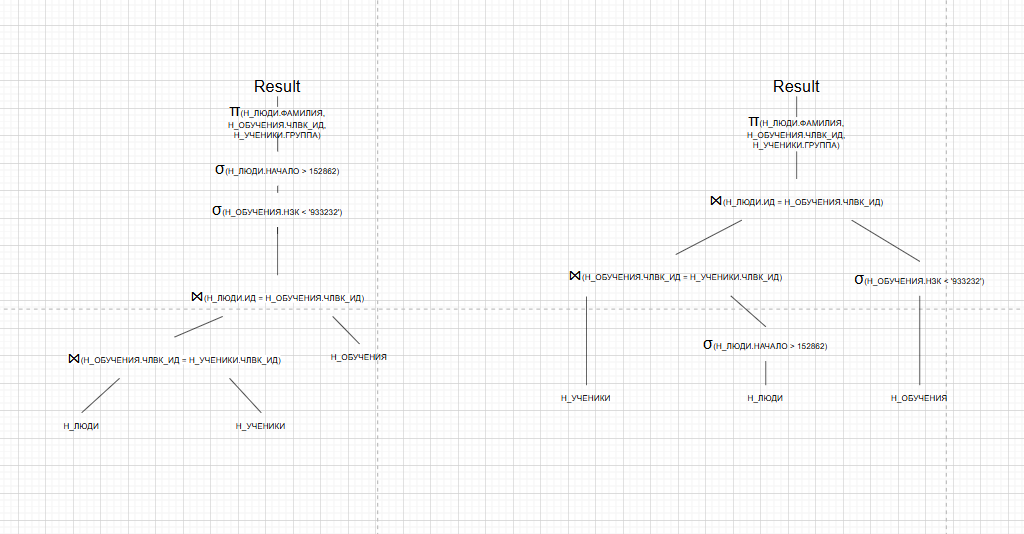 Result
π(Н_ЛЮДИ.ФАМИЛИЯ,
Н_ОБУЧЕНИЯ.ЧЛВК_ИД,
Н_УЧЕНИКИ.ГРУППА)
σ(Н_ЛЮДИ.НАЧАЛО > 152862)
σ(Н_ОБУЧЕНИЯ.НЗК < '933232')
⋈(Н_ЛЮДИ.ИД = Н_ОБУЧЕНИЯ.ЧЛВК_ИД)
⋈(Н_ОБУЧЕНИЯ.ЧЛВК_ИД = Н_УЧЕНИКИ.ЧЛВК_ИД)
Н_ОБУЧЕНИЯ
Н_ЛЮДИ
Н_УЧЕНИКИ
Result
π(Н_ЛЮДИ.ФАМИЛИЯ,
Н_ОБУЧЕНИЯ.ЧЛВК_ИД,
Н_УЧЕНИКИ.ГРУППА)
⋈(Н_ЛЮДИ.ИД = Н_ОБУЧЕНИЯ.ЧЛВК_ИД)
⋈(Н_ОБУЧЕНИЯ.ЧЛВК_ИД = Н_УЧЕНИКИ.ЧЛВК_ИД)
σ(Н_ОБУЧЕНИЯ.НЗК < '933232')
σ(Н_ЛЮДИ.НАЧАЛО > 152862)
Н_УЧЕНИКИ
Н_ЛЮДИ
Н_ОБУЧЕНИЯ